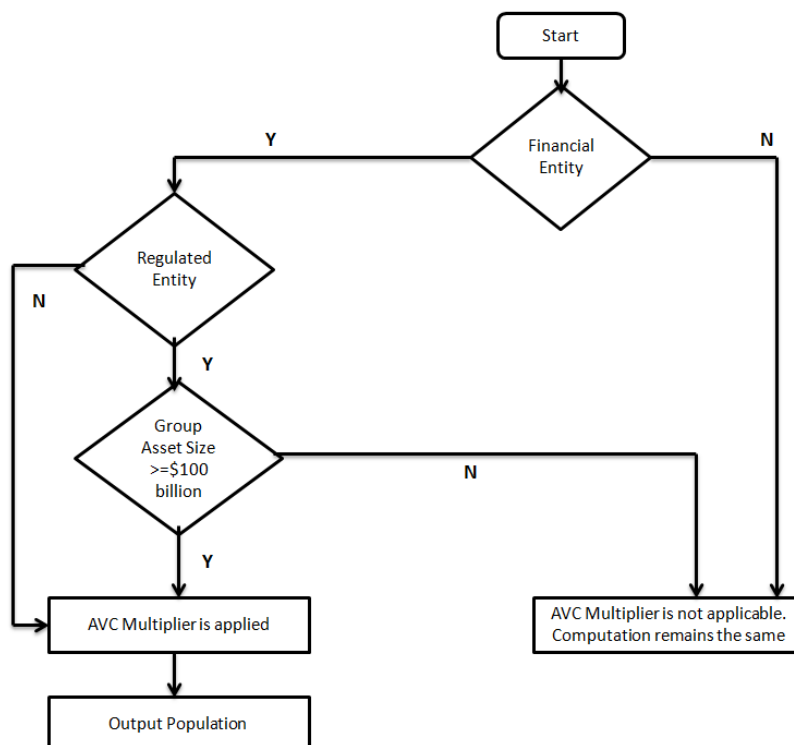 Start
Financial
Entity
Y
N
Regulated
Entity
N
Y
Group
Asset Size
>=$100
billion
N
Y
AVC Multiplier is applied
AVC Multiplier is not applicable.
Computation remains the same
Output Population